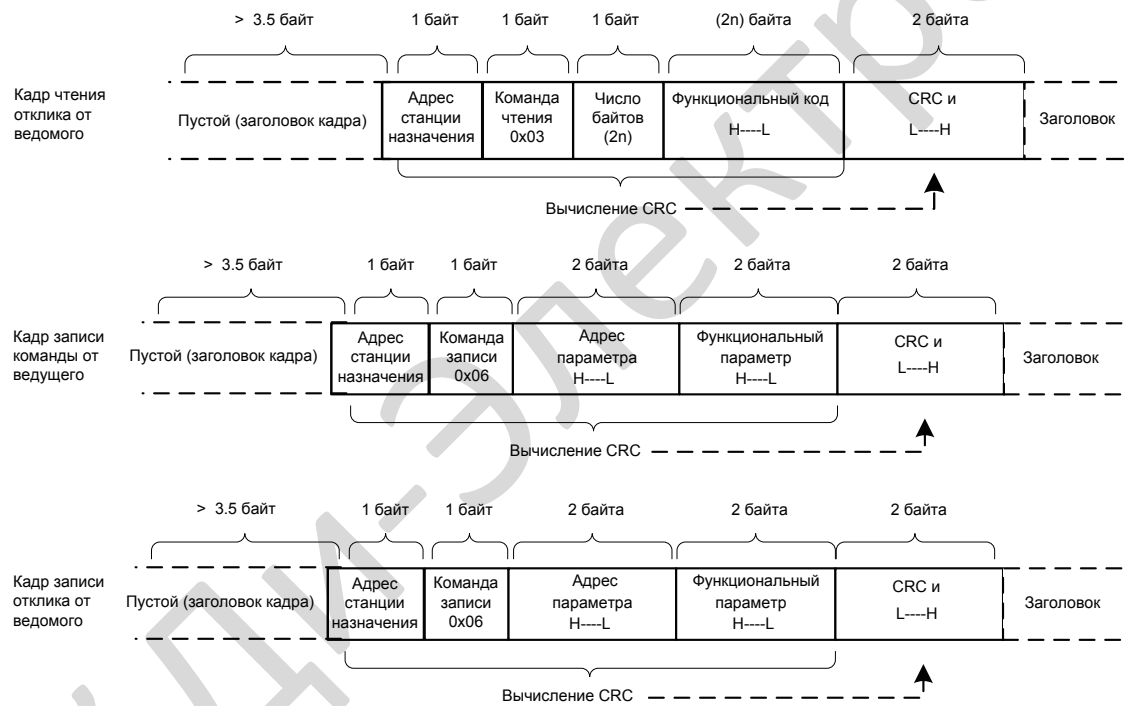 > 3.5 байт
1 байт
1 байт
1 байт
(2n) байта
2 байта
Кадр чтения
отклика от
ведомого
Пустой (заголовок кадра)
Адрес
станции
назначения
Команда
чтения
0x03
Число
байтов
(2n)
Функциональный код
H----L
CRC и
L----H
Заголовок
Вычисление CRC
> 3.5 байт
1 байт
1 байт
2 байта
2 байта
2 байта
Кадр записи
команды от
ведущего
Пустой (заголовок кадра)
Адрес
станции
назначения
Команда
записи
0x06
Адрес
параметра
H----L
Функциональный
параметр
H----L
CRC и
L----H
Заголовок
Вычисление CRC
> 3.5 байт
1 байт
1 байт
2 байта
2 байта
2 байта
Кадр записи
отклика от
ведомого
Пустой (заголовок кадра)
Адрес
станции
назначения
Команда
записи
0x06
Адрес
параметра
H----L
Функциональный
параметр
H----L
CRC и
L----H
Заголовок
Вычисление CRC
Ди-Электро